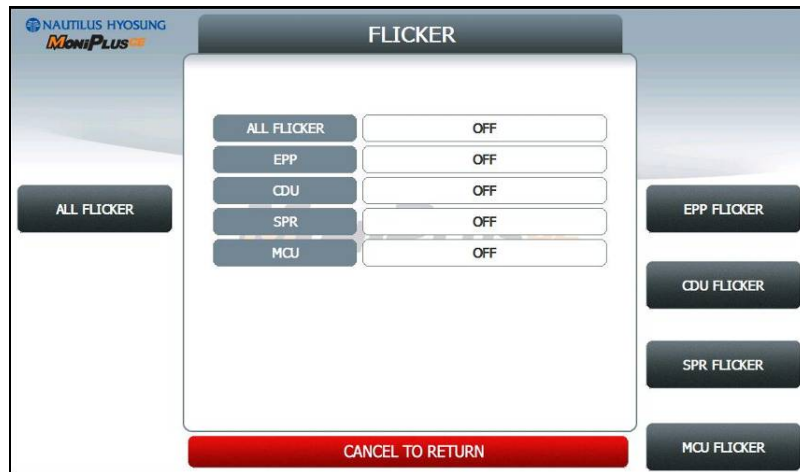 NAUTILUS HYOSUNG
MONIPLUSCE
FLICKER
ALL FLICKER OFF
EPP OFF
CDU OFF
SPR OFF
MCU OFF
ALL FLICKER
EPP FLICKER
CDU FLICKER
SPR FLICKER
MCU FLICKER
CANCEL TO RETURN